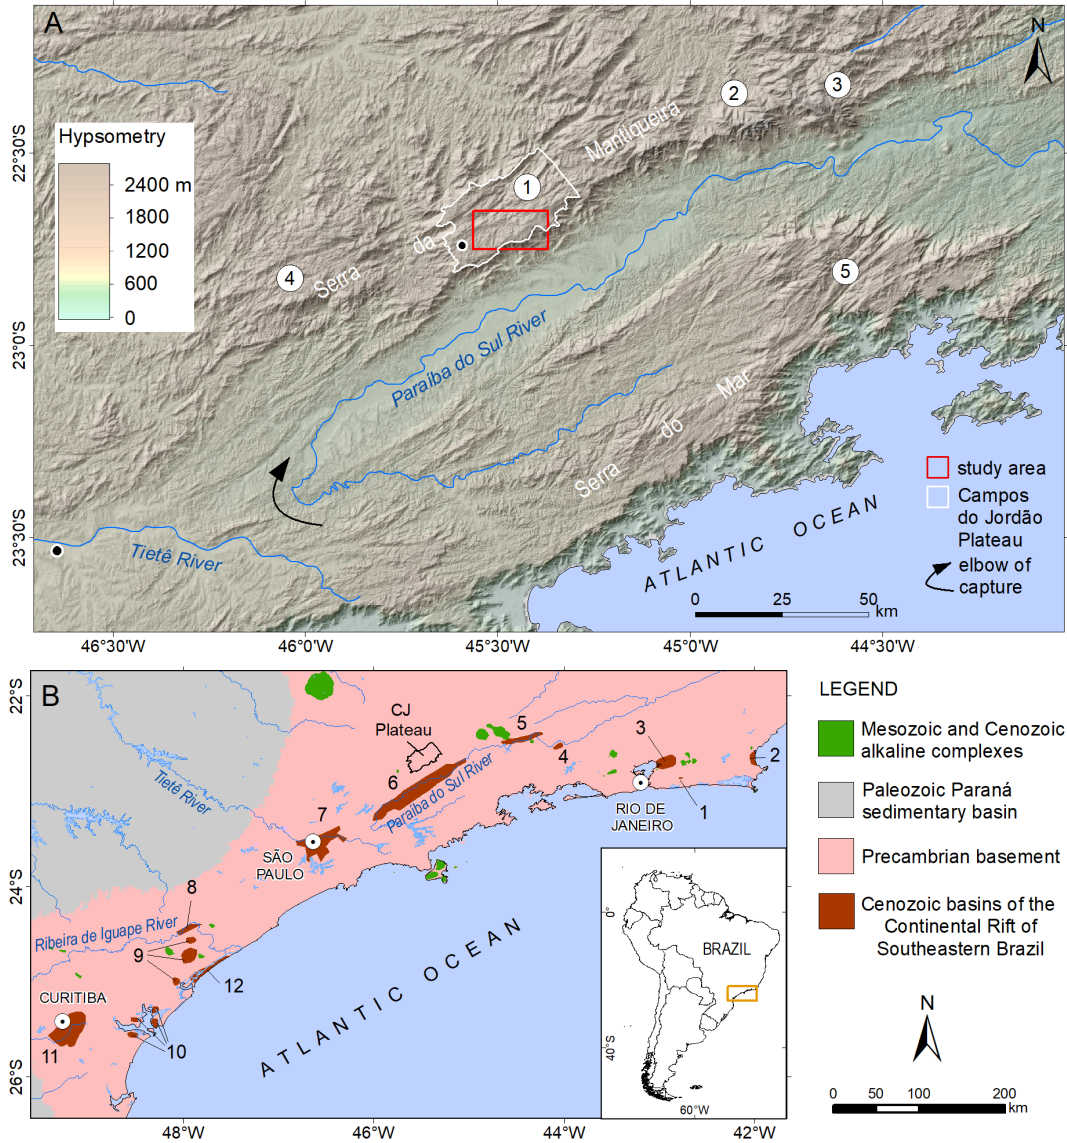 A
N
Hypsometry
2400 m
1800
1200
600
0
2
3
Mantiqueira
1
da
4
Serra
5
Paraíba do Sul River
Mar
do
Serra
Tietê River
ATLANTIC OCEAN
study area
Campos
do Jordão
Plateau
elbow of
capture
0 25 50
km
22°30'S
23°0'S
23°30'S
46°30'W 46°0'W 45°30'W 45°0'W 44°30'W
B
CJ
Plateau
5
3
4
2
6
Tietê River
Paraíba do Sul River
7
1
RIO DE
JANEIRO
SÃO
PAULO
8
Ribeira de Iguape River
9
12
CURITIBA
10
11
ATLANTIC OCEAN
0°
BRAZIL
40°S
60°W
22°S
24°S
26°S
48°W 46°W 44°W 42°W
LEGEND
Mesozoic and Cenozoic
alkaline complexes
Paleozoic Paraná
sedimentary basin
Precambrian basement
Cenozoic basins of the
Continental Rift of
Southeastern Brazil
N
0 50 100 200
km